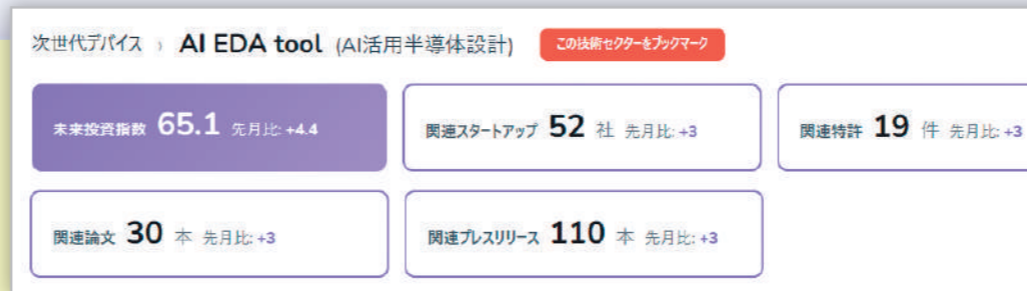 次世代デバイス › AI EDA tool (AI活用半導体設計) この技術セクターをブックマーク
未来投資指数 65.1 先月比: +4.4 関連スタートアップ 52 社 先月比: +3 関連特許 19 件 先月比: +3
関連論文 30 本 先月比: +3 関連プレスリリース 110 本 先月比: +3